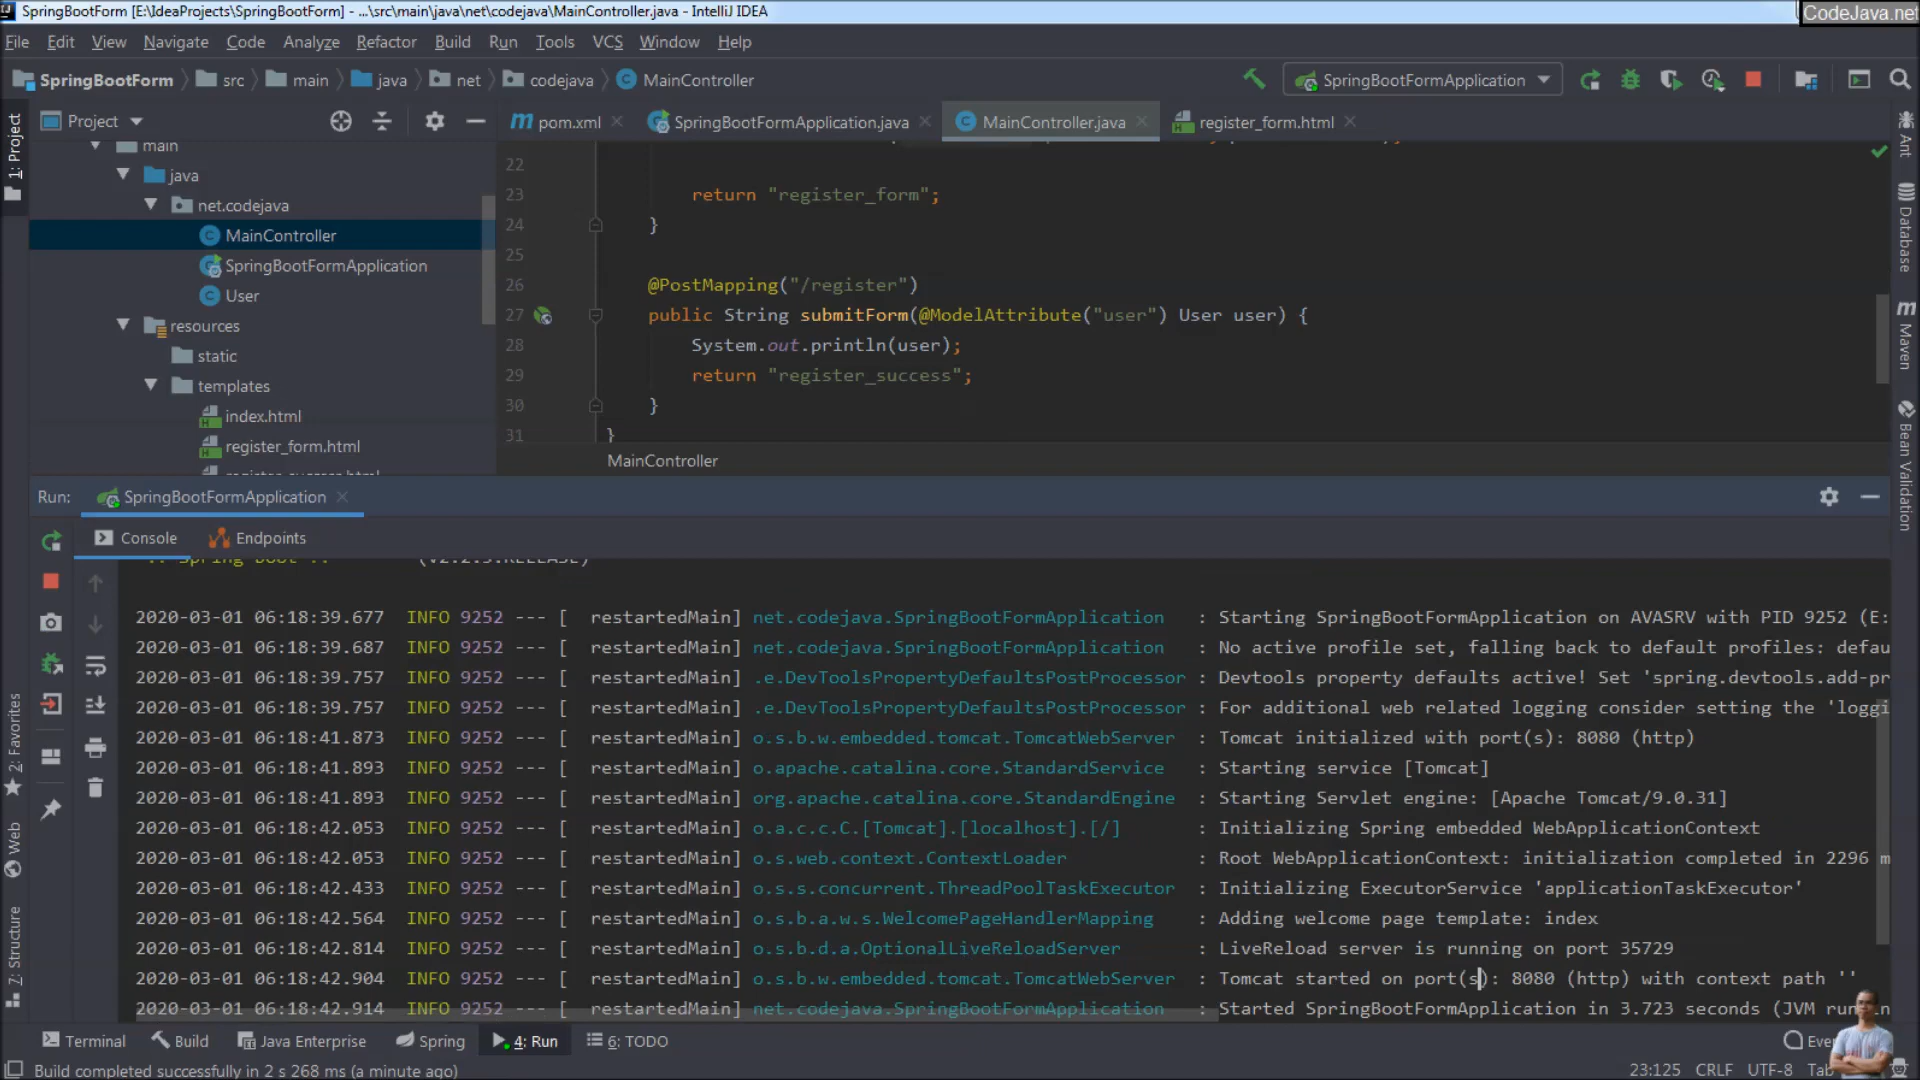 SpringBootForm [E:\IdeaProjects\SpringBootForm] - ...\src\main\java\net\codejava\MainController.java - IntelliJ IDEA
CodeJava.net
File Edit View Navigate Code Analyze Refactor Build Run Tools VCS Window Help
SpringBootForm src main java net codejava MainController SpringBootFormApplication
Project pom.xml SpringBootFormApplication.java MainController.java register_form.html
1: Project
main
java
net.codejava
MainController
SpringBootFormApplication
User
resources
static
templates
index.html
register_form.html
22
23 return "register_form";
24 }
25
26 @PostMapping("/register")
27 public String submitForm(@ModelAttribute("user") User user) {
28 System.out.println(user);
29 return "register_success";
30 }
31 }
MainController
Ant
Database
Maven
Bean Validation
Run: SpringBootFormApplication
Console Endpoints
:: Spring Boot :: (v2.2.5.RELEASE)
2020-03-01 06:18:39.677 INFO 9252 --- [ restartedMain] net.codejava.SpringBootFormApplication : Starting SpringBootFormApplication on AVASRV with PID 9252 (E:
2020-03-01 06:18:39.687 INFO 9252 --- [ restartedMain] net.codejava.SpringBootFormApplication : No active profile set, falling back to default profiles: defau
2020-03-01 06:18:39.757 INFO 9252 --- [ restartedMain] .e.DevToolsPropertyDefaultsPostProcessor : Devtools property defaults active! Set 'spring.devtools.add-pr
2020-03-01 06:18:39.757 INFO 9252 --- [ restartedMain] .e.DevToolsPropertyDefaultsPostProcessor : For additional web related logging consider setting the 'loggi
2020-03-01 06:18:41.873 INFO 9252 --- [ restartedMain] o.s.b.w.embedded.tomcat.TomcatWebServer : Tomcat initialized with port(s): 8080 (http)
2020-03-01 06:18:41.893 INFO 9252 --- [ restartedMain] o.apache.catalina.core.StandardService : Starting service [Tomcat]
2020-03-01 06:18:41.893 INFO 9252 --- [ restartedMain] org.apache.catalina.core.StandardEngine : Starting Servlet engine: [Apache Tomcat/9.0.31]
2020-03-01 06:18:42.053 INFO 9252 --- [ restartedMain] o.a.c.c.C.[Tomcat].[localhost].[/] : Initializing Spring embedded WebApplicationContext
2020-03-01 06:18:42.053 INFO 9252 --- [ restartedMain] o.s.web.context.ContextLoader : Root WebApplicationContext: initialization completed in 2296 m
2020-03-01 06:18:42.433 INFO 9252 --- [ restartedMain] o.s.s.concurrent.ThreadPoolTaskExecutor : Initializing ExecutorService 'applicationTaskExecutor'
2020-03-01 06:18:42.564 INFO 9252 --- [ restartedMain] o.s.b.a.w.s.WelcomePageHandlerMapping : Adding welcome page template: index
2020-03-01 06:18:42.814 INFO 9252 --- [ restartedMain] o.s.b.d.a.OptionalLiveReloadServer : LiveReload server is running on port 35729
2020-03-01 06:18:42.904 INFO 9252 --- [ restartedMain] o.s.b.w.embedded.tomcat.TomcatWebServer : Tomcat started on port(s): 8080 (http) with context path ''
2020-03-01 06:18:42.914 INFO 9252 --- [ restartedMain] net.codejava.SpringBootFormApplication : Started SpringBootFormApplication in 3.723 seconds (JVM
2: Favorites
Web
7: Structure
Terminal Build Java Enterprise Spring 4: Run 6: TODO
Build completed successfully in 2 s 268 ms (a minute ago) 23:125 CRLF UTF-8